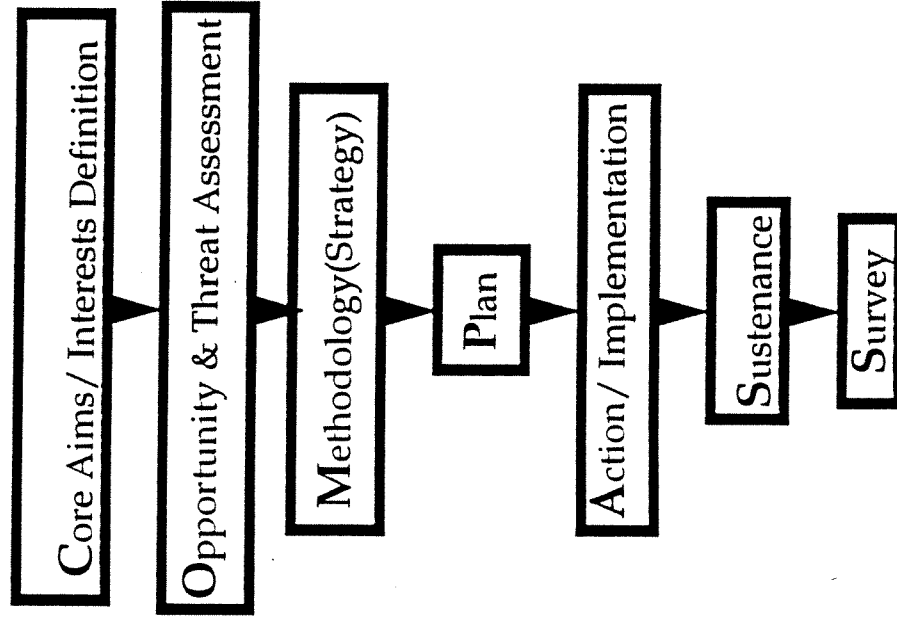 Core Aims/ Interests Definition
Opportunity & Threat Assessment
Methodology(Strategy)
Plan
Action/ Implementation
Sustenance
Survey